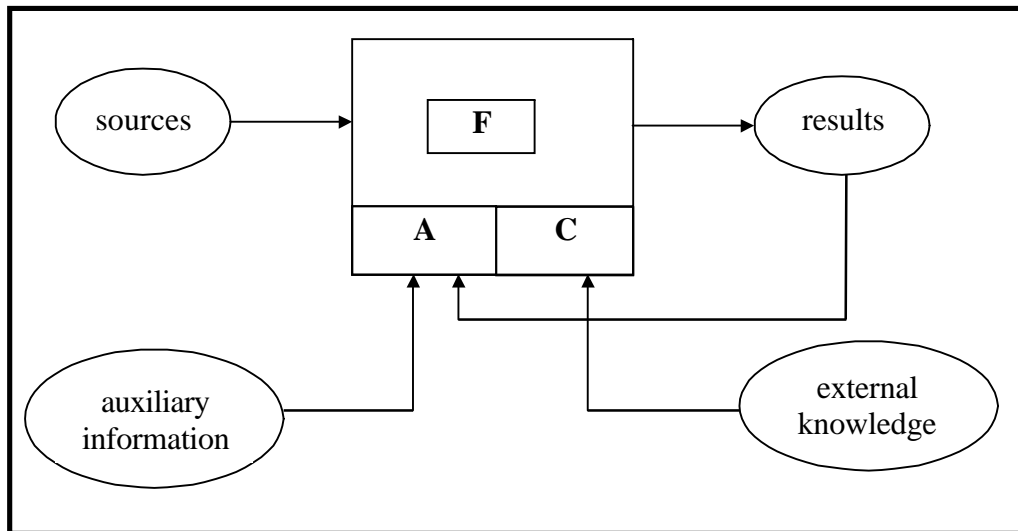 sources
F
results
A
C
auxiliary
information
external
knowledge